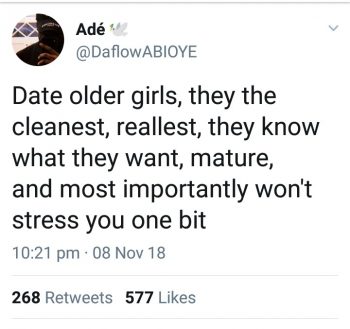 Adé 🕊
@DaflowABIOYE
Date older girls, they the
cleanest, reallest, they know
what they want, mature,
and most importantly won't
stress you one bit
10:21 pm · 08 Nov 18
268 Retweets 577 Likes